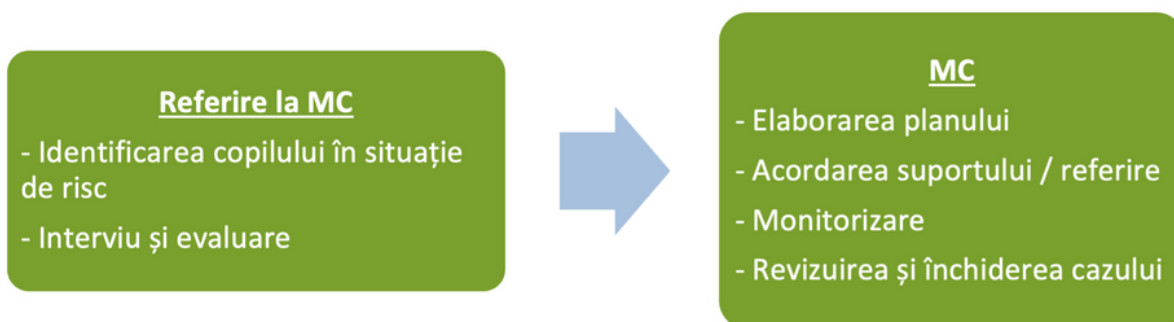 Referire la MC
- Identificarea copilului în situație
de risc
- Interviu și evaluare
MC
- Elaborarea planului
- Acordarea suportului / referire
- Monitorizare
- Revizuirea și închiderea cazului